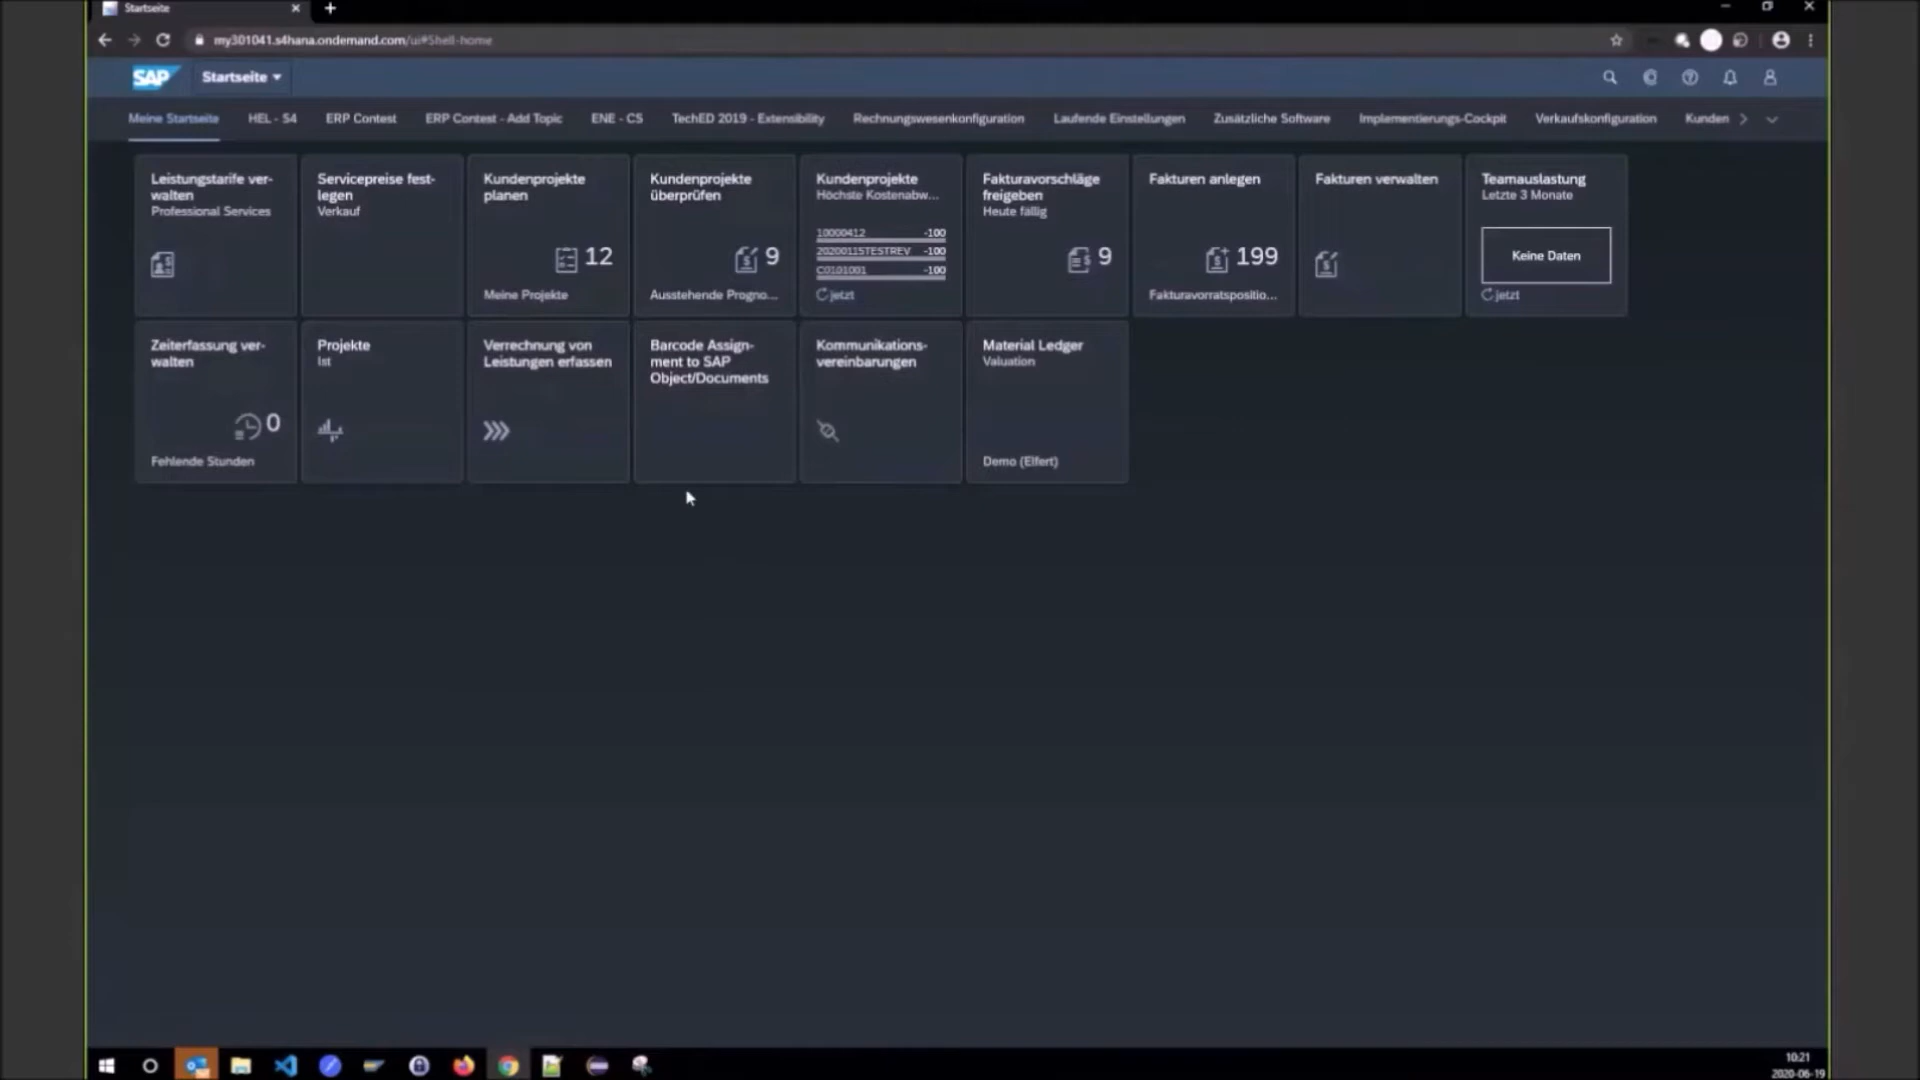 Startseite
my301041.s4hana.ondemand.com/ui#Shell-home
SAP Startseite
Meine Startseite HEL - S4 ERP Contest ERP Contest - Add Topic ENE - CS TechED 2019 - Extensibility Rechnungswesenkonfiguration Laufende Einstellungen Zusätzliche Software Implementierungs-Cockpit Verkaufskonfiguration Kunden
Leistungstarife ver-
walten
Professional Services
Servicepreise fest-
legen
Verkauf
Kundenprojekte
planen
12
Meine Projekte
Kundenprojekte
überprüfen
9
Ausstehende Progno...
Kundenprojekte
Höchste Kostenabw...
10000412 -100
20200115TESTREV -100
C0101001 -100
jetzt
Fakturavorschläge
freigeben
Heute fällig
9
Fakturen anlegen
199
Fakturavorratspositio...
Fakturen verwalten
Teamauslastung
Letzte 3 Monate
Keine Daten
jetzt
Zeiterfassung ver-
walten
0
Fehlende Stunden
Projekte
Ist
Verrechnung von
Leistungen erfassen
Barcode Assign-
ment to SAP
Object/Documents
Kommunikations-
vereinbarungen
Material Ledger
Valuation
Demo (Elfert)
10:21
2020-06-19